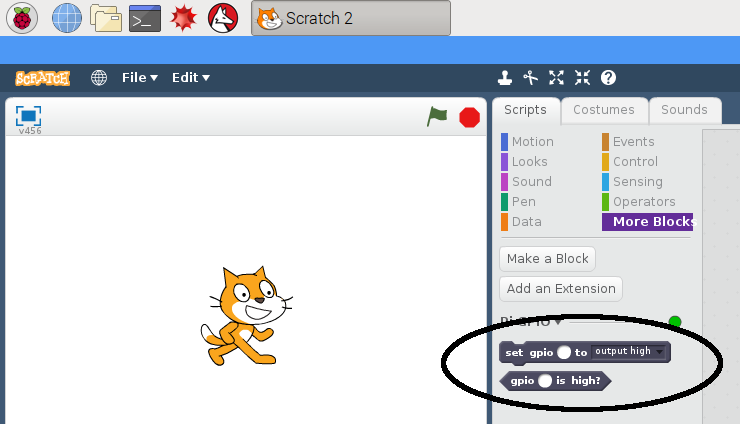 Scratch 2
SCRATCH
File
Edit
v456
Scripts
Costumes
Sounds
Motion
Events
Looks
Control
Sound
Sensing
Pen
Operators
Data
More Blocks
Make a Block
Add an Extension
Pi GPIO
set gpio to output high
gpio is high?